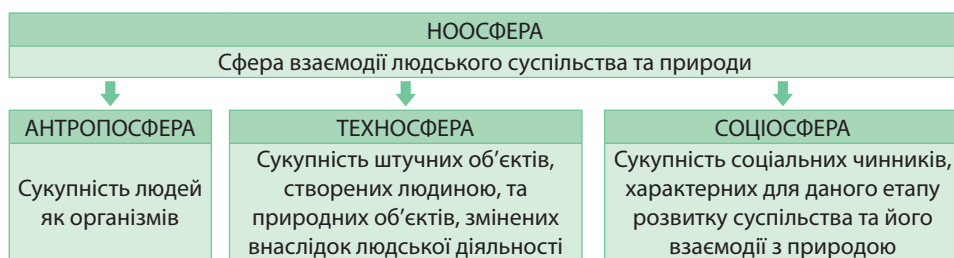 НООСФЕРА
Сфера взаємодії людського суспільства та природи
АНТРОПОСФЕРА
Сукупність людей
як організмів
ТЕХНОСФЕРА
Сукупність штучних об’єктів,
створених людиною, та
природних об’єктів, змінених
внаслідок людської діяльності
СОЦІОСФЕРА
Сукупність соціальних чинників,
характерних для даного етапу
розвитку суспільства та його
взаємодії з природою